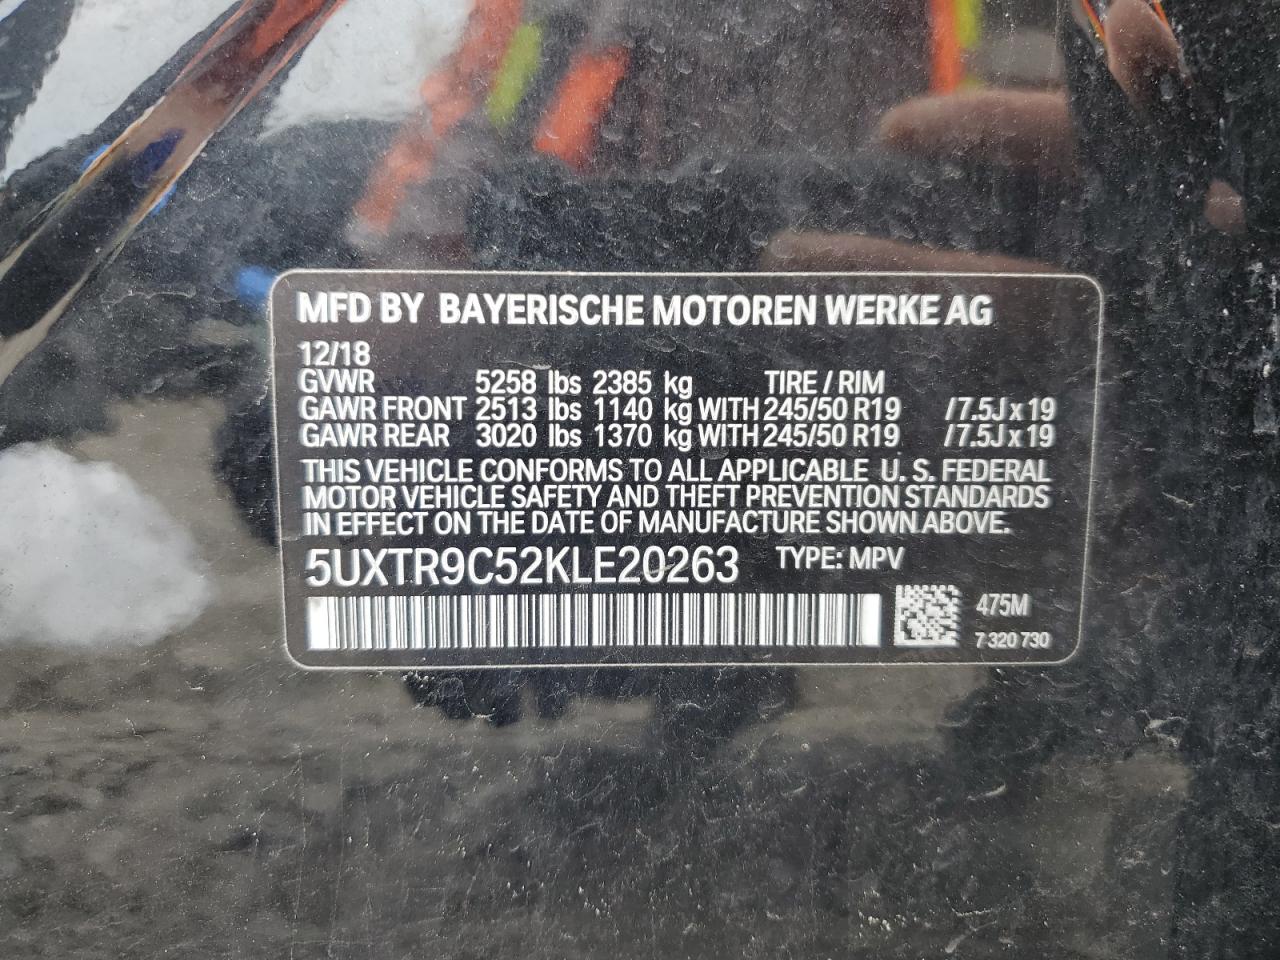 MFD BY BAYERISCHE MOTOREN WERKE AG
12/18
GVWR 5258 lbs 2385 kg TIRE / RIM
GAWR FRONT 2513 lbs 1140 kg WITH 245/50 R19 /7.5J x 19
GAWR REAR 3020 lbs 1370 kg WITH 245/50 R19 /7.5J x 19
THIS VEHICLE CONFORMS TO ALL APPLICABLE U. S. FEDERAL
MOTOR VEHICLE SAFETY AND THEFT PREVENTION STANDARDS
IN EFFECT ON THE DATE OF MANUFACTURE SHOWN ABOVE.
5UXTR9C52KLE20263 TYPE: MPV
475M
7 320 730